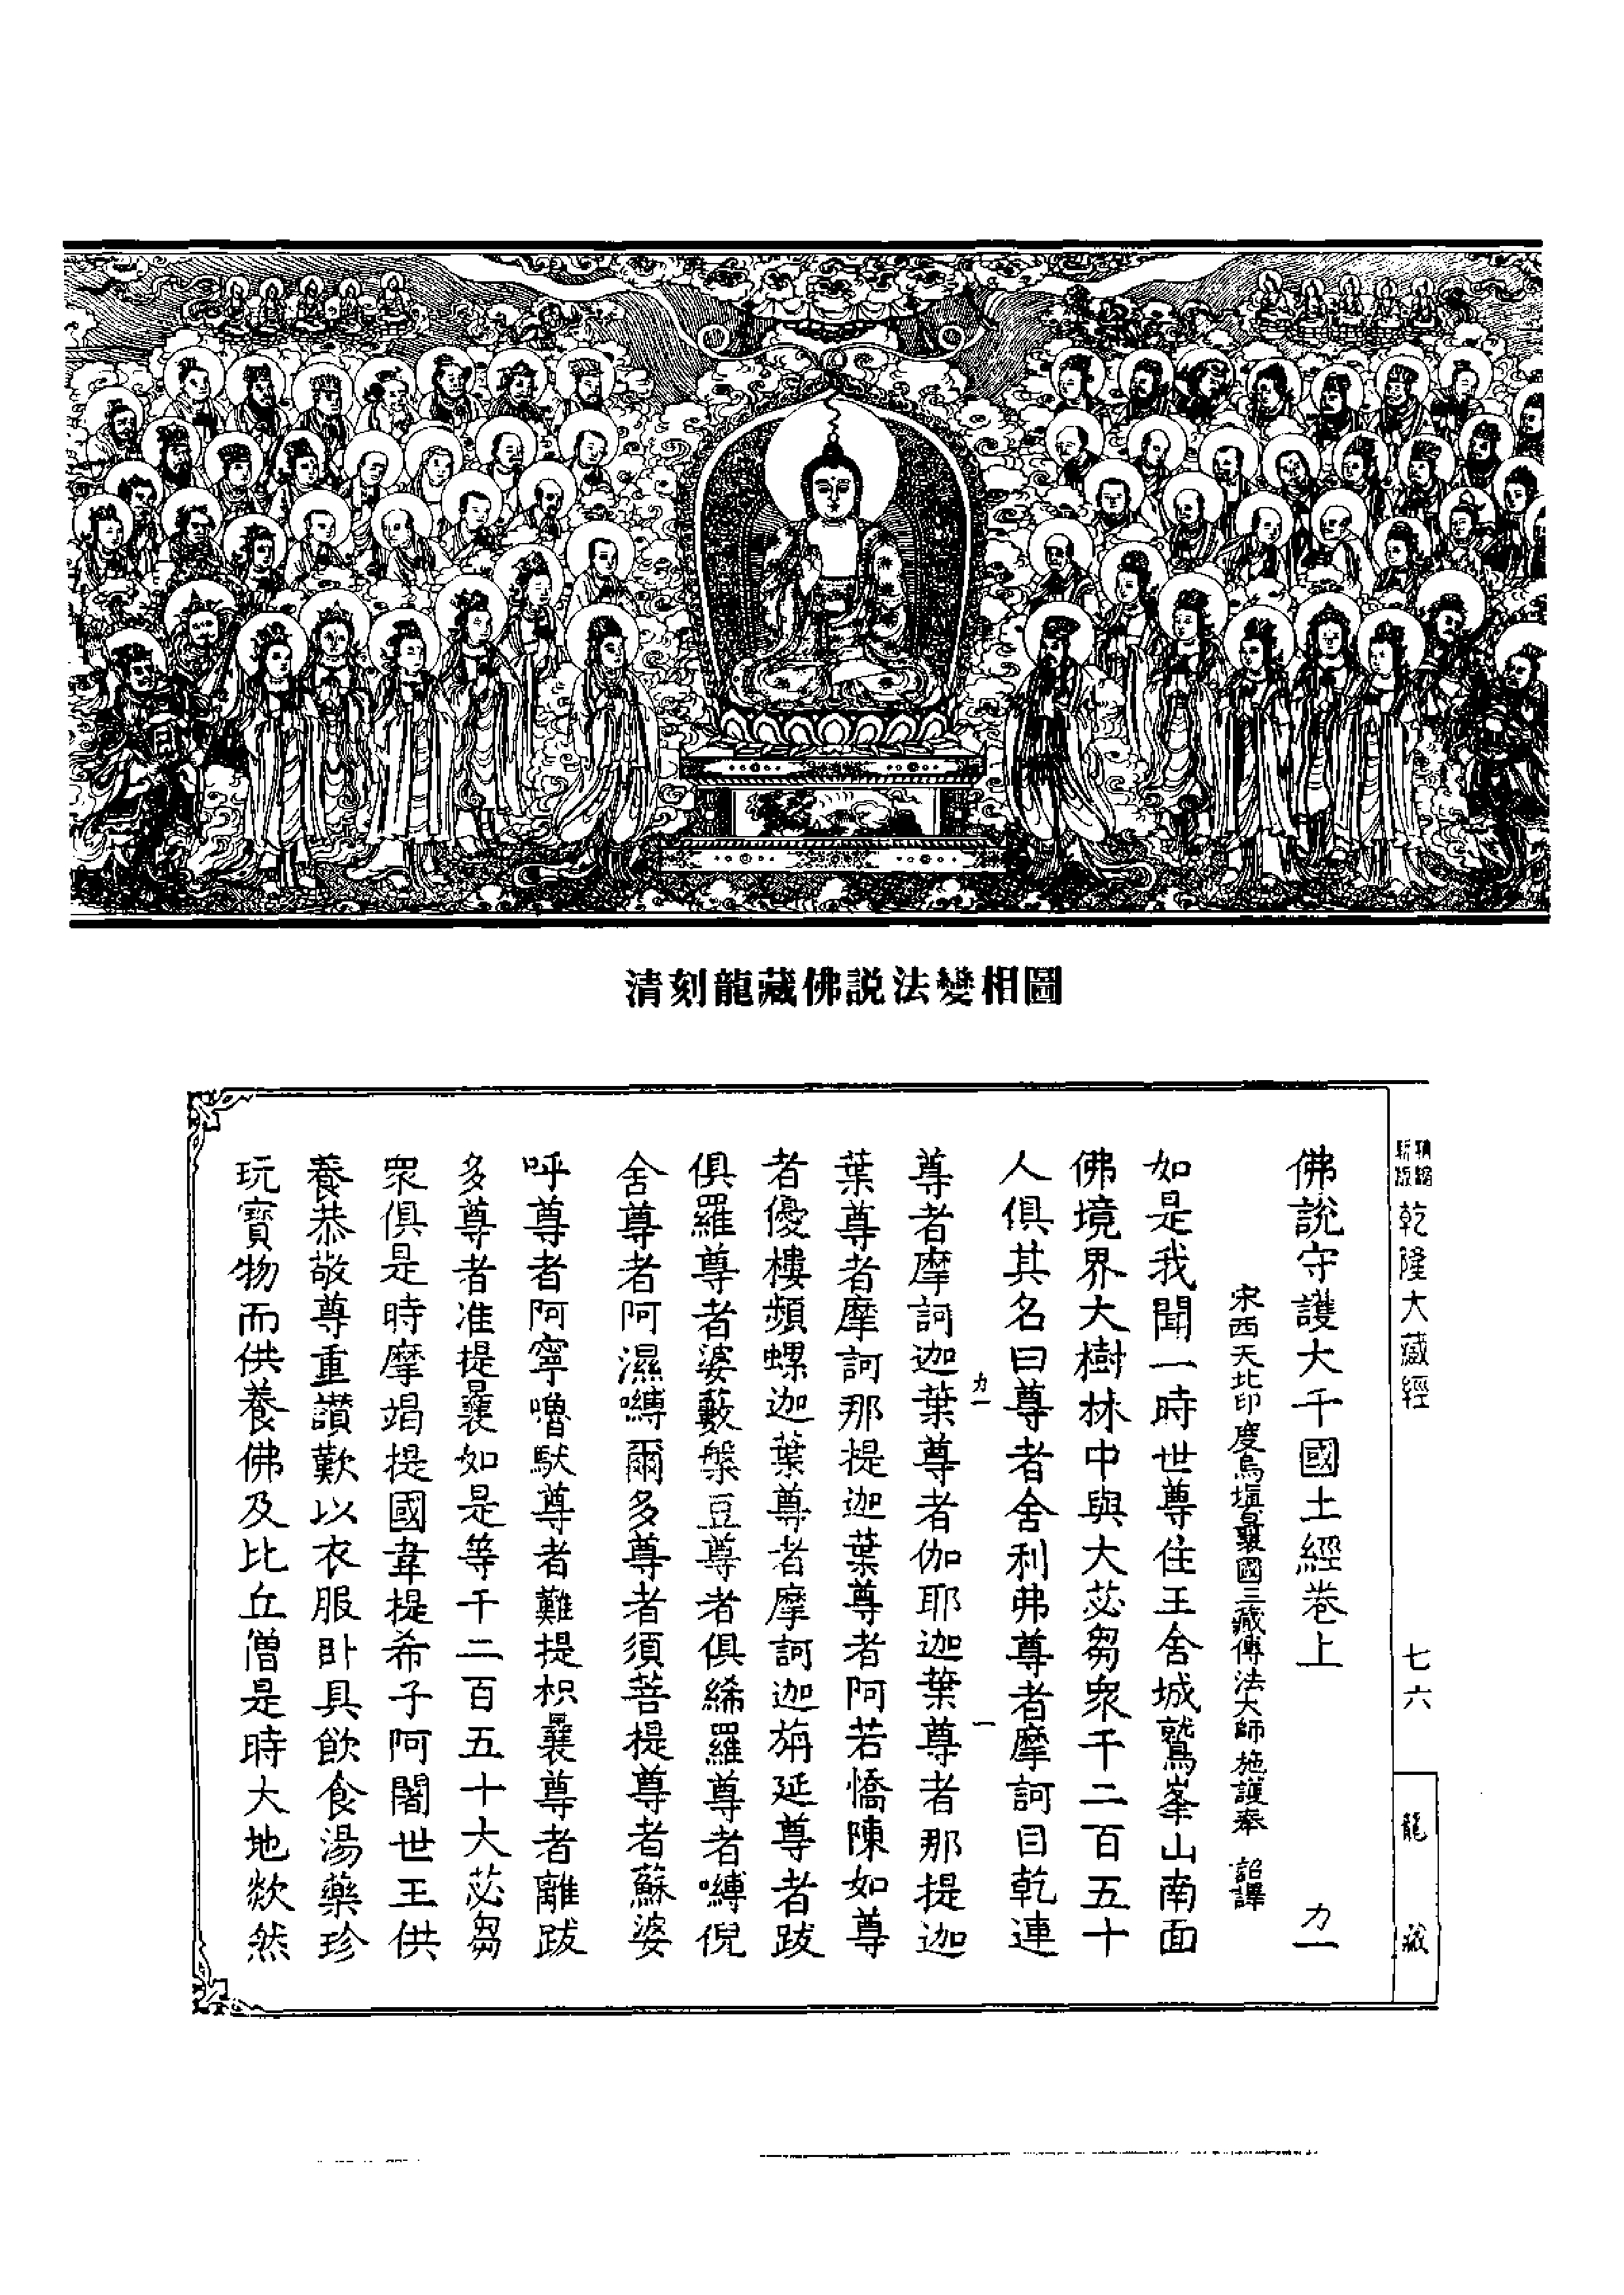 清刻龍藏佛説法變相圖
乾隆大藏經
七六
龍藏
佛說守護大千國土經卷上 力一
宋西天北印度烏塡曩國三藏傳法大師施護奉 詔譯
如是我聞一時世尊住王舍城鷲峯山南面
佛境界大樹林中與大苾芻衆千二百五十
人俱其名曰尊者舍利弗尊者摩訶目乾連
力一 一
尊者摩訶迦葉尊者伽耶迦葉尊者那提迦
葉尊者摩訶那提迦葉尊者阿若憍陳如尊
者優樓頻螺迦葉尊者摩訶迦旃延尊者跋
俱羅尊者婆藪槃豆尊者俱絺羅尊者嚩倪
舍尊者阿濕嚩爾多尊者須菩提尊者蘇婆
呼尊者阿寧嚕馱尊者難提枳曩尊者離跋
多尊者准提曩如是等千二百五十大苾芻
衆俱是時摩竭提國韋提希子阿闍世王供
養恭敬尊重讃歎以衣服卧具飲食湯藥珍
玩寳物而供養佛及比丘僧是時大地欻然